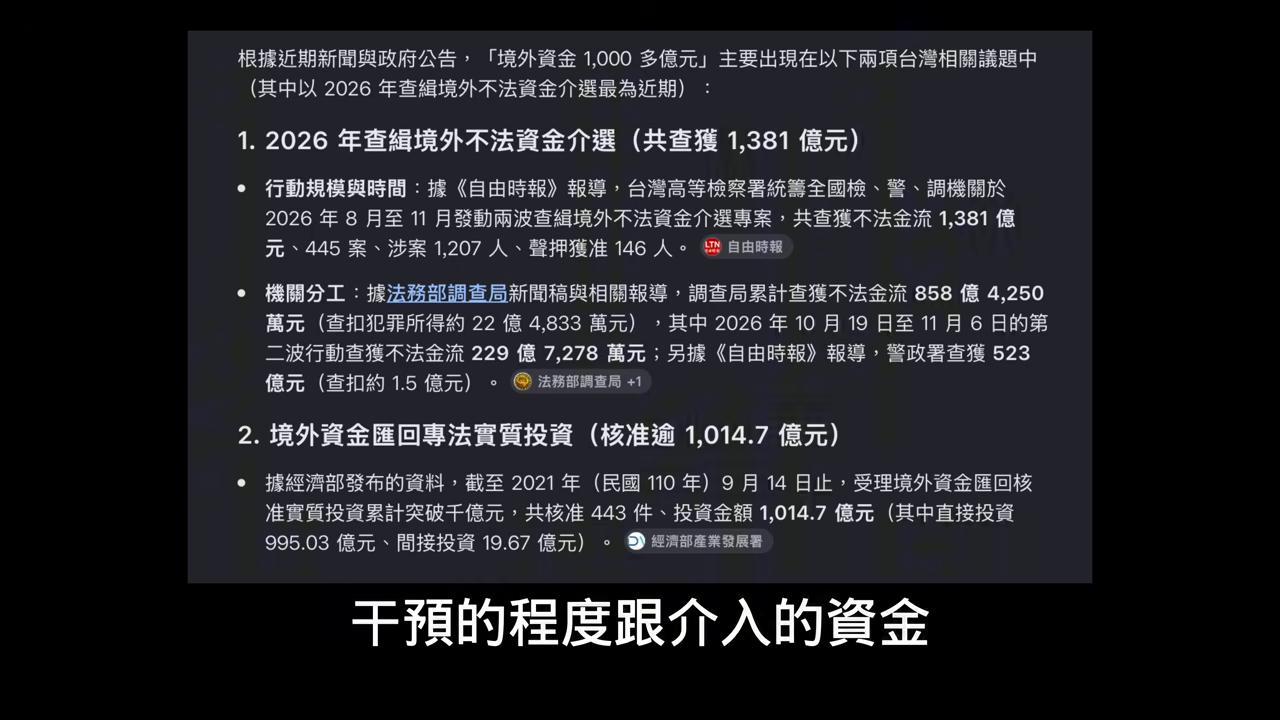 根據近期新聞與政府公告，「境外資金 1,000 多億元」主要出現在以下兩項台灣相關議題中
（其中以 2026 年查緝境外不法資金介選最為近期）：
1. 2026 年查緝境外不法資金介選（共查獲 1,381 億元）
• 行動規模與時間：據《自由時報》報導，台灣高等檢察署統籌全國檢、警、調機關於
2026 年 8 月至 11 月發動兩波查緝境外不法資金介選專案，共查獲不法金流 1,381 億
元、445 案、涉案 1,207 人、聲押獲准 146 人。 LTN 自由時報
• 機關分工：據法務部調查局新聞稿與相關報導，調查局累計查獲不法金流 858 億 4,250
萬元（查扣犯罪所得約 22 億 4,833 萬元），其中 2026 年 10 月 19 日至 11 月 6 日的第
二波行動查獲不法金流 229 億 7,278 萬元；另據《自由時報》報導，警政署查獲 523
億元（查扣約 1.5 億元）。 法務部調查局 +1
2. 境外資金匯回專法實質投資（核准逾 1,014.7 億元）
• 據經濟部發布的資料，截至 2021 年（民國 110 年）9 月 14 日止，受理境外資金匯回核
准實質投資累計突破千億元，共核准 443 件、投資金額 1,014.7 億元（其中直接投資
995.03 億元、間接投資 19.67 億元）。 經濟部產業發展署
干預的程度跟介入的資金